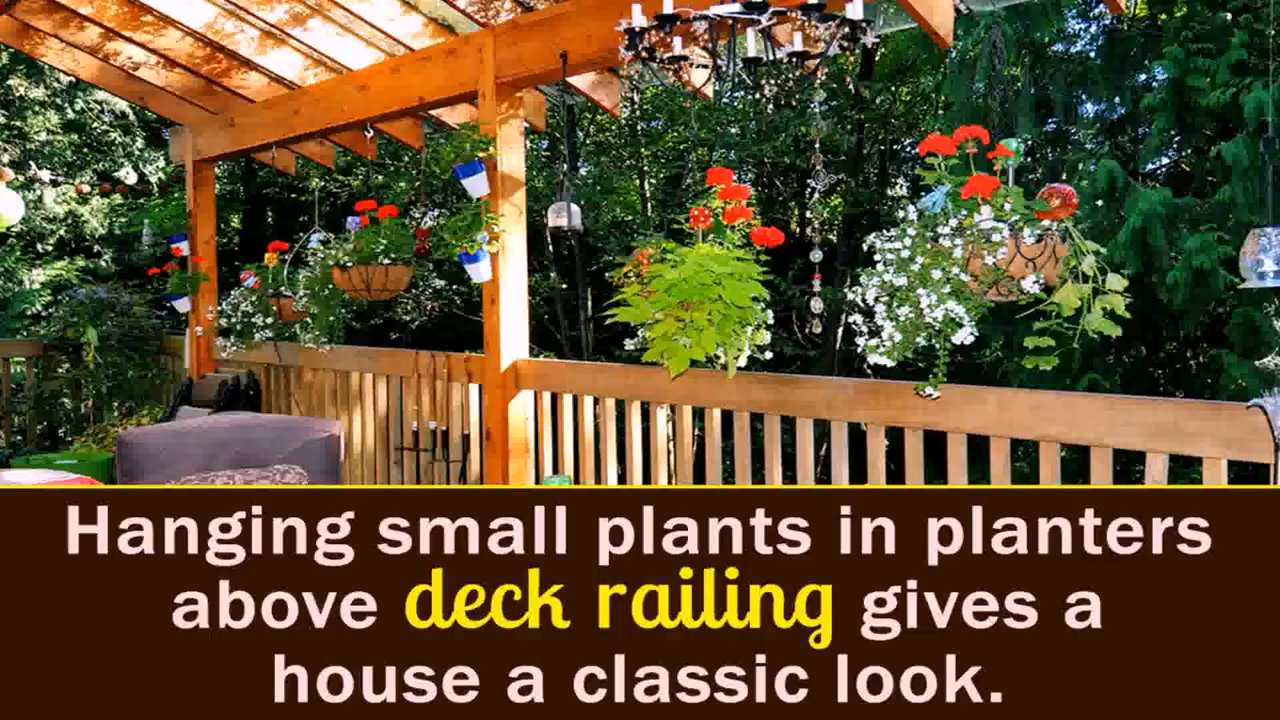 Hanging small plants in planters
above deck railing gives a
house a classic look.